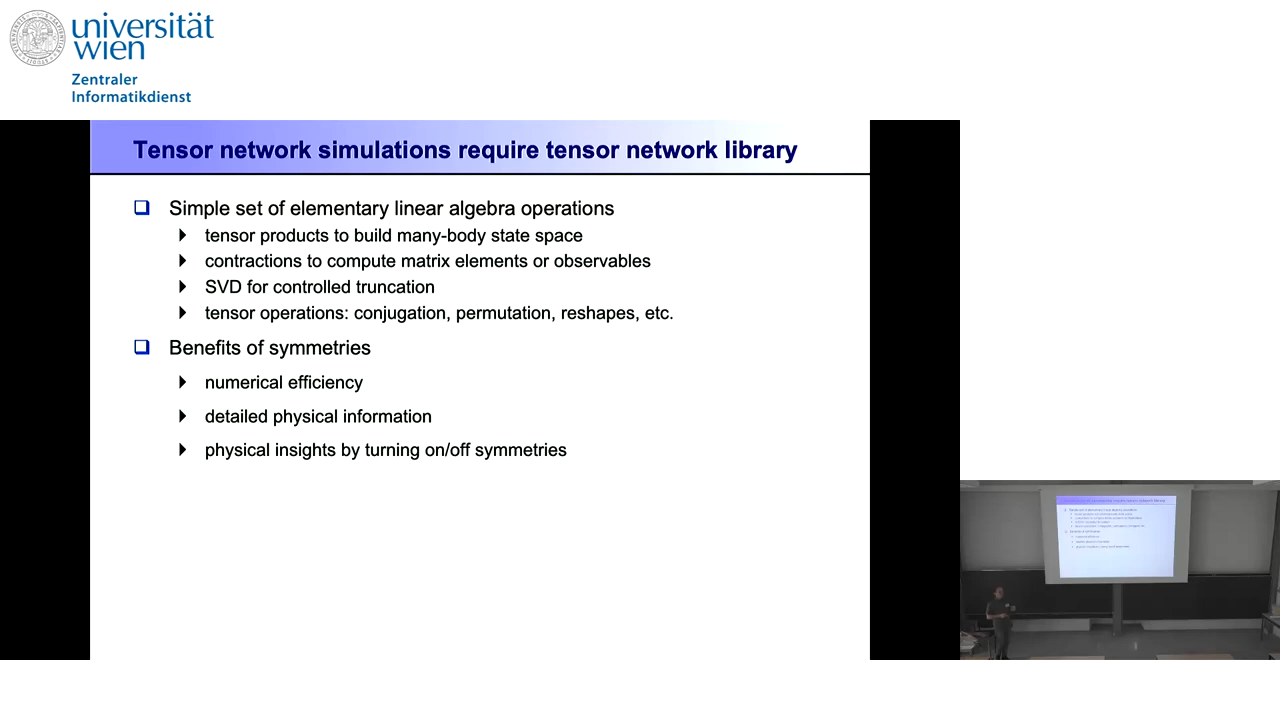 universität
wien
Zentraler
Informatikdienst
Tensor network simulations require tensor network library
Simple set of elementary linear algebra operations
tensor products to build many-body state space
contractions to compute matrix elements or observables
SVD for controlled truncation
tensor operations: conjugation, permutation, reshapes, etc.
Benefits of symmetries
numerical efficiency
detailed physical information
physical insights by turning on/off symmetries